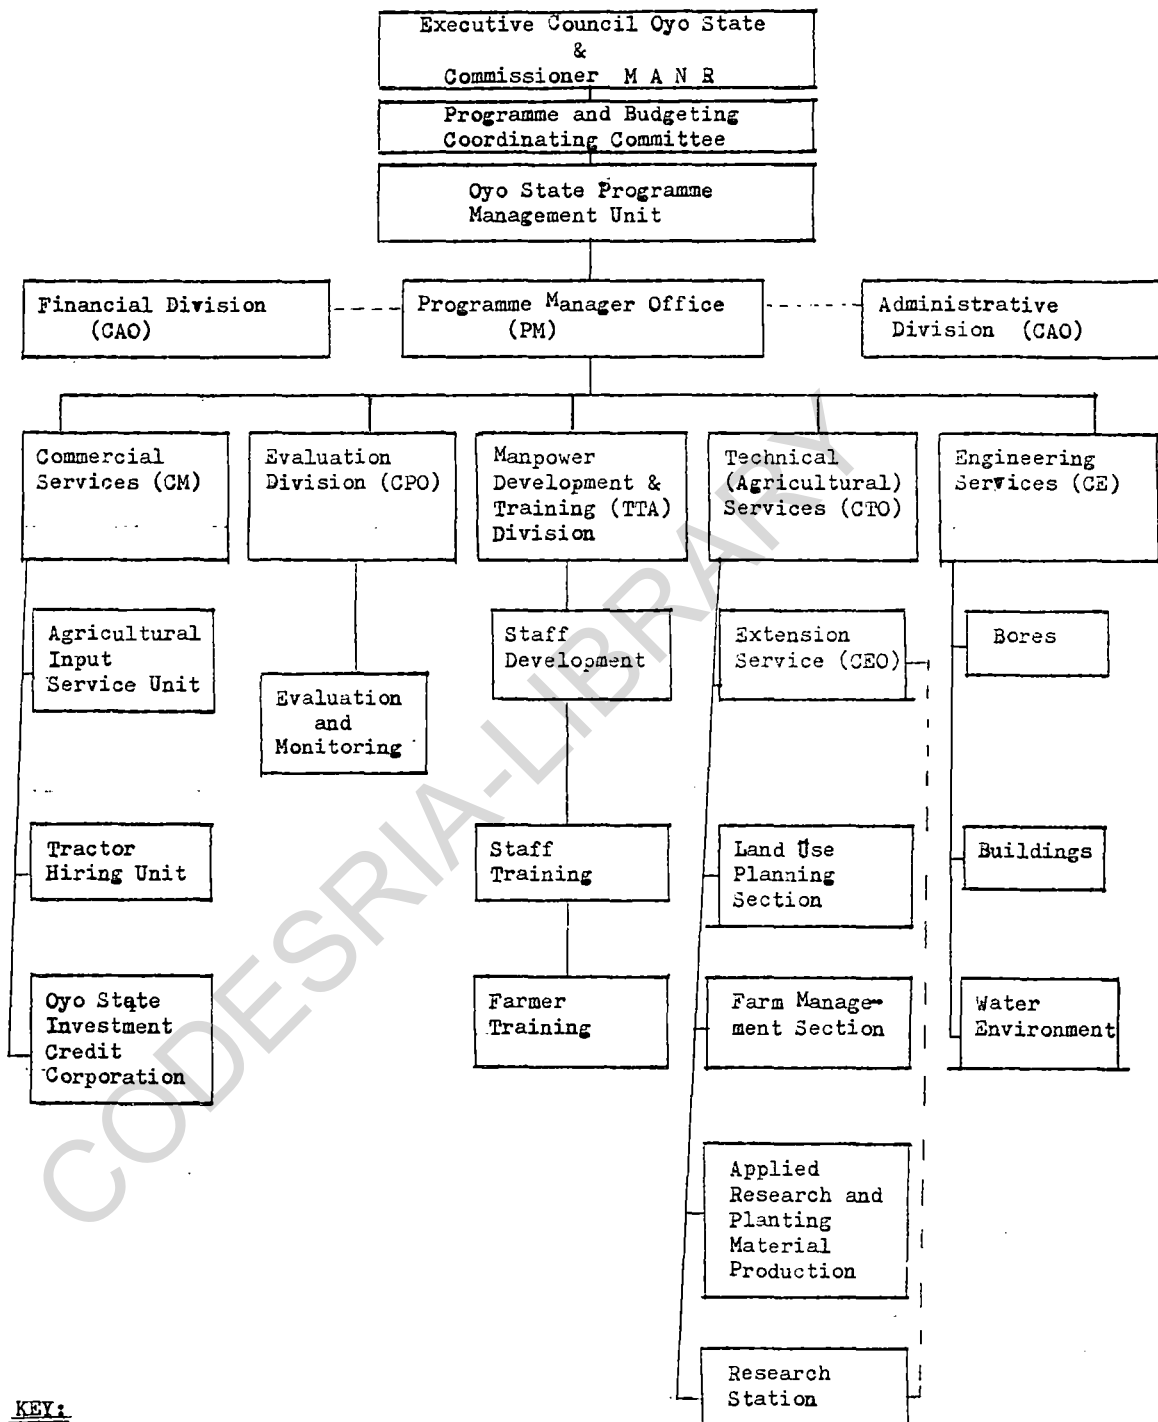 Executive Council Oyo State
&
Commissioner M A N R
Programme and Budgeting
Coordinating Committee
Oyo State Programme
Management Unit
Financial Division
(CAO)
Programme Manager Office
(PM)
Administrative
Division (CAO)
Commercial
Services (CM)
Evaluation
Division (CPO)
Manpower
Development &
Training (TTA)
Division
Technical
(Agricultural)
Services (CTO)
Engineering
Services (CE)
Agricultural
Input
Service Unit
Evaluation
and
Monitoring
Staff
Development
Extension
Service (CEO)
Bores
Tractor
Hiring Unit
Staff
Training
Land Use
Planning
Section
Buildings
Oyo State
Investment
Credit
Corporation
Farmer
Training
Farm Manage-
ment Section
Water
Environment
Applied
Research and
Planting
Material
Production
Research
Station
KEY:
CODESRIA-LIBRARY